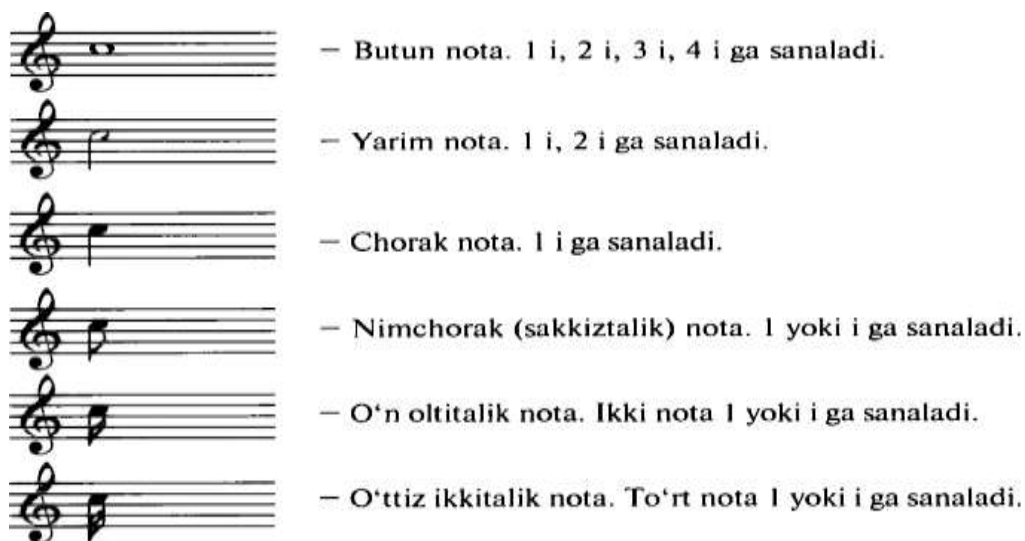 – Butun nota. 1 i, 2 i, 3 i, 4 i ga sanaladi.
– Yarim nota. 1 i, 2 i ga sanaladi.
– Chorak nota. 1 i ga sanaladi.
– Nimchorak (sakkiztalik) nota. 1 yoki i ga sanaladi.
– O‘n oltitalik nota. Ikki nota 1 yoki i ga sanaladi.
– O‘ttiz ikkitalik nota. To‘rt nota 1 yoki i ga sanaladi.